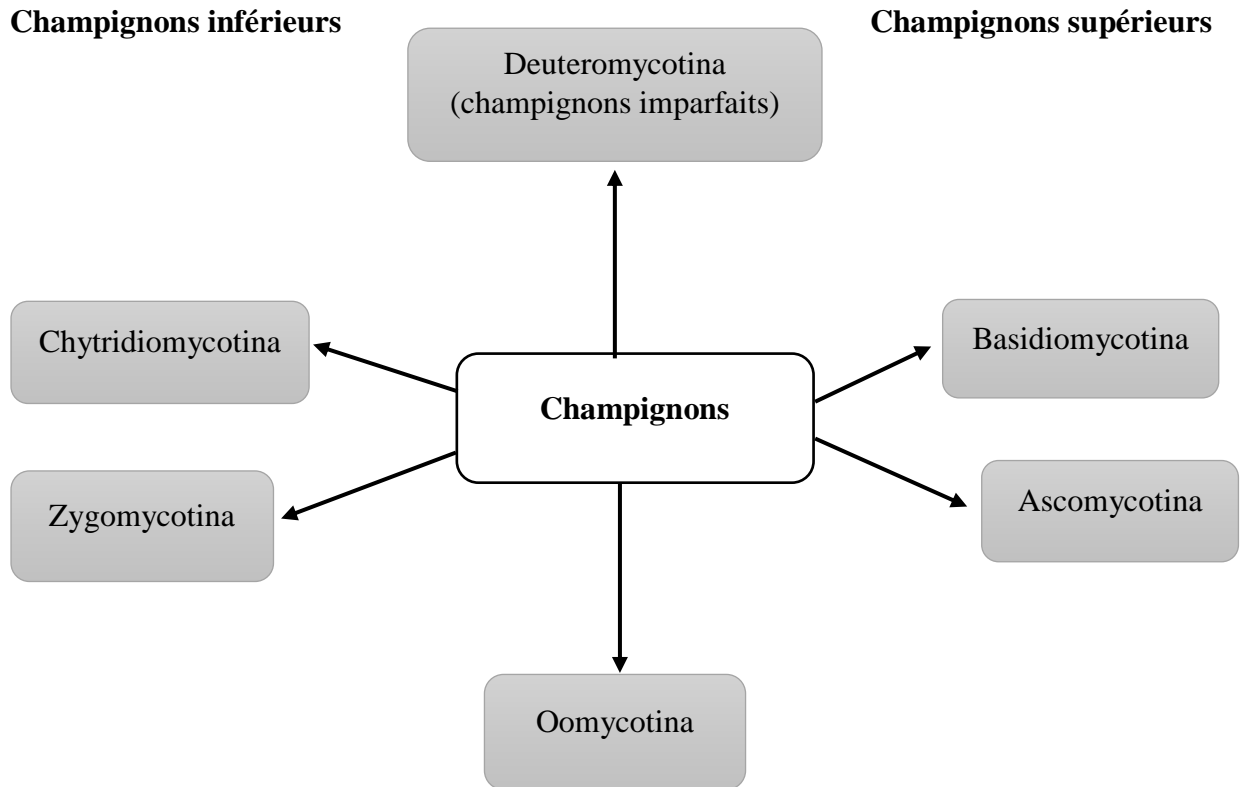 Champignons inférieurs
Champignons supérieurs
Deuteromycotina
(champignons imparfaits)
Chytridiomycotina
Basidiomycotina
Champignons
Zygomycotina
Ascomycotina
Oomycotina